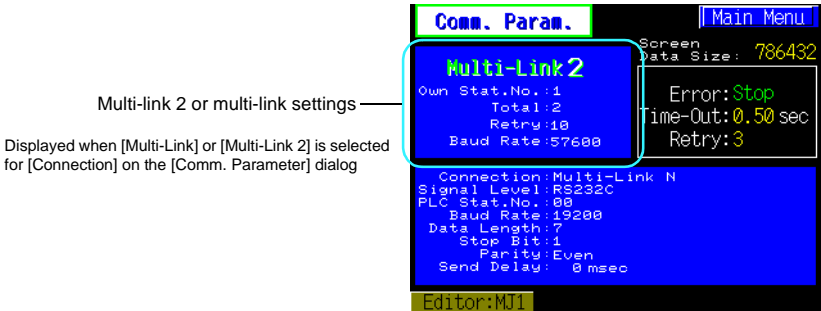 Comm. Param.
Main Menu
Screen
Data Size: 786432
Multi-Link 2
Own Stat.No.:1
Total:2
Retry:10
Baud Rate:57600
Error:Stop
Time-Out:0.50 sec
Retry:3
Multi-link 2 or multi-link settings
Displayed when [Multi-Link] or [Multi-Link 2] is selected
for [Connection] on the [Comm. Parameter] dialog
Connection:Multi-Link N
Signal Level:RS232C
PLC Stat.No.:00
Baud Rate:19200
Data Length:7
Stop Bit:1
Parity:Even
Send Delay: 0 msec
Editor:MJ1